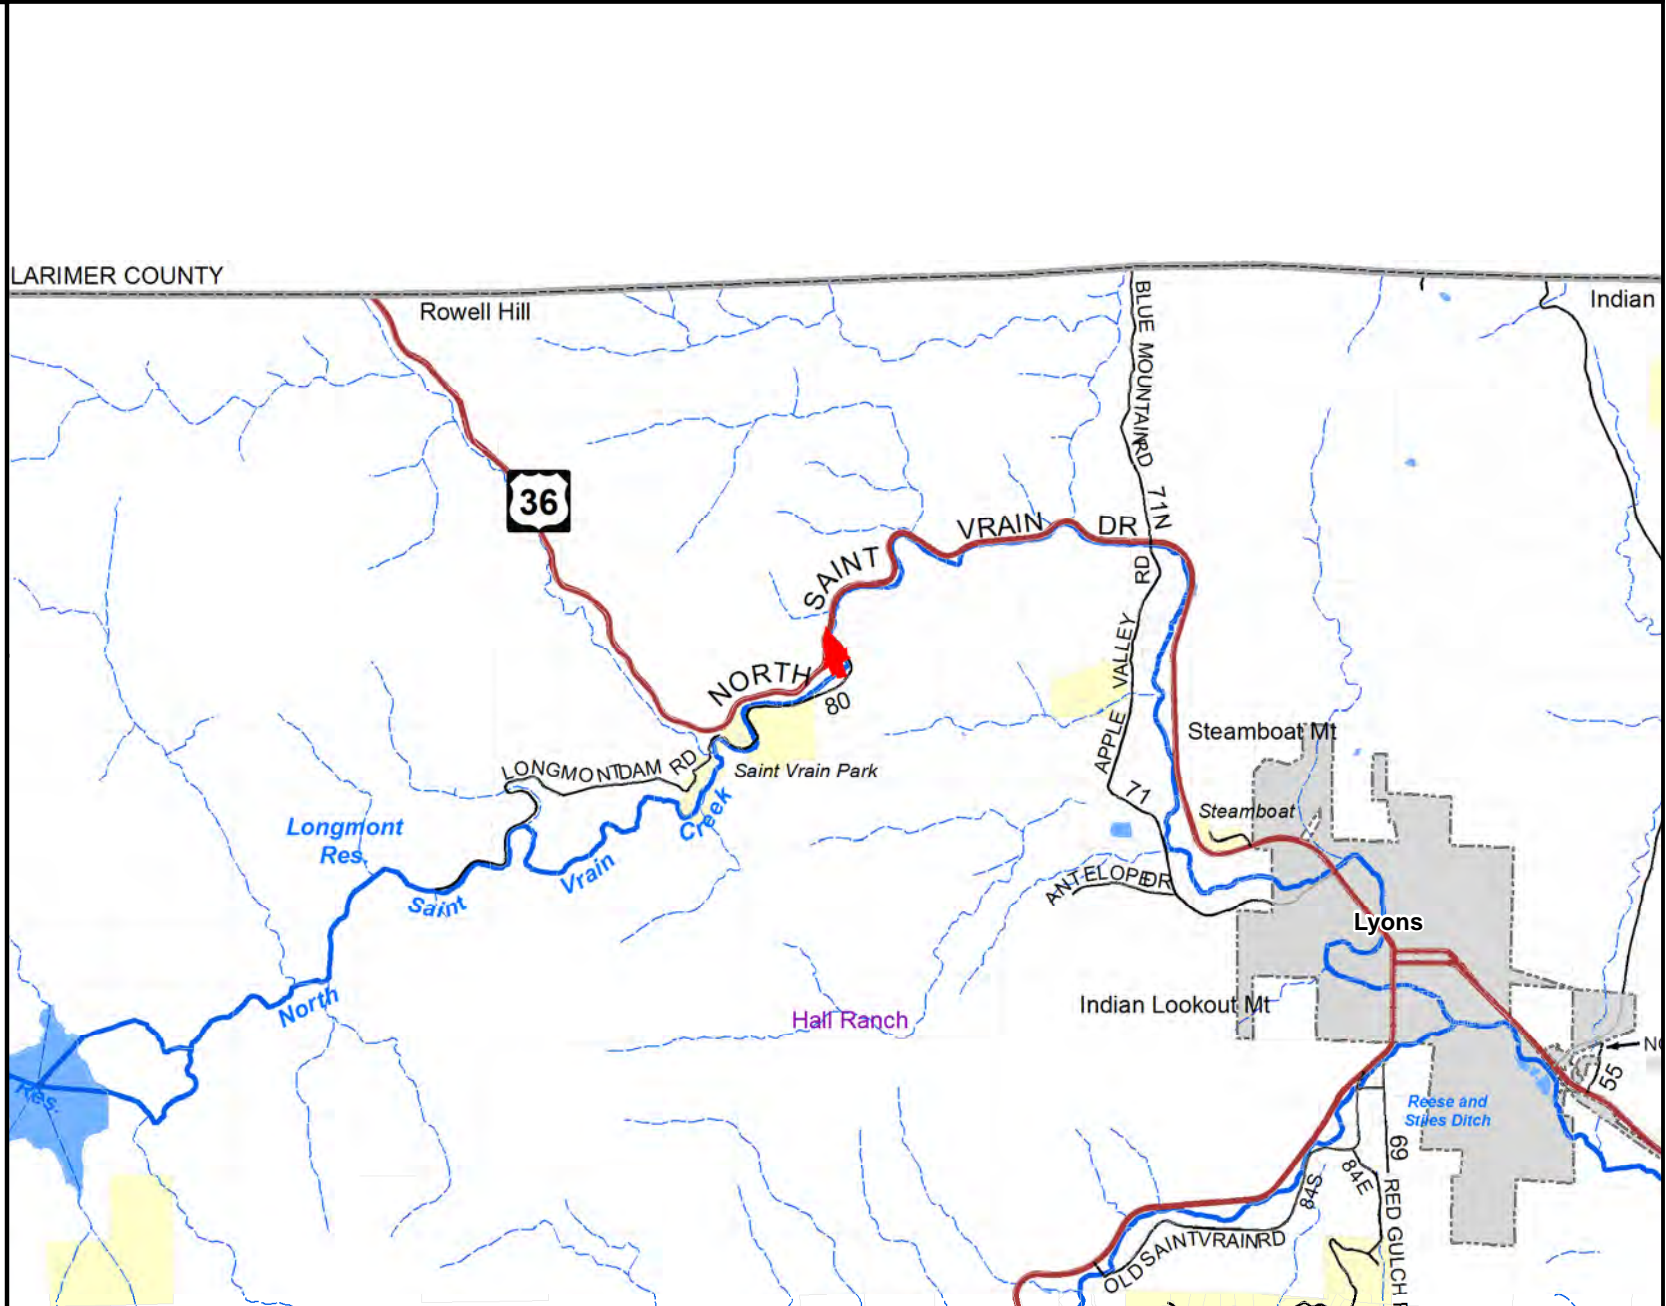 LARIMER COUNTY
Rowell Hill
Indian
BLUE MOUNTAIN RD
71N
36
SAINT
VRAIN
DR
RD
NORTH
80
APPLE VALLEY
Steamboat Mt
LONGMONT DAM RD
Saint Vrain Park
71
Steamboat
Longmont
Res.
Creek
Vrain
Saint
ANTELOPE DR
Lyons
North
Hall Ranch
Indian Lookout Mt
Res.
55
Reese and
Stiles Ditch
69
84E
84S
RED GULCH
OLD SAINT VRAIN RD